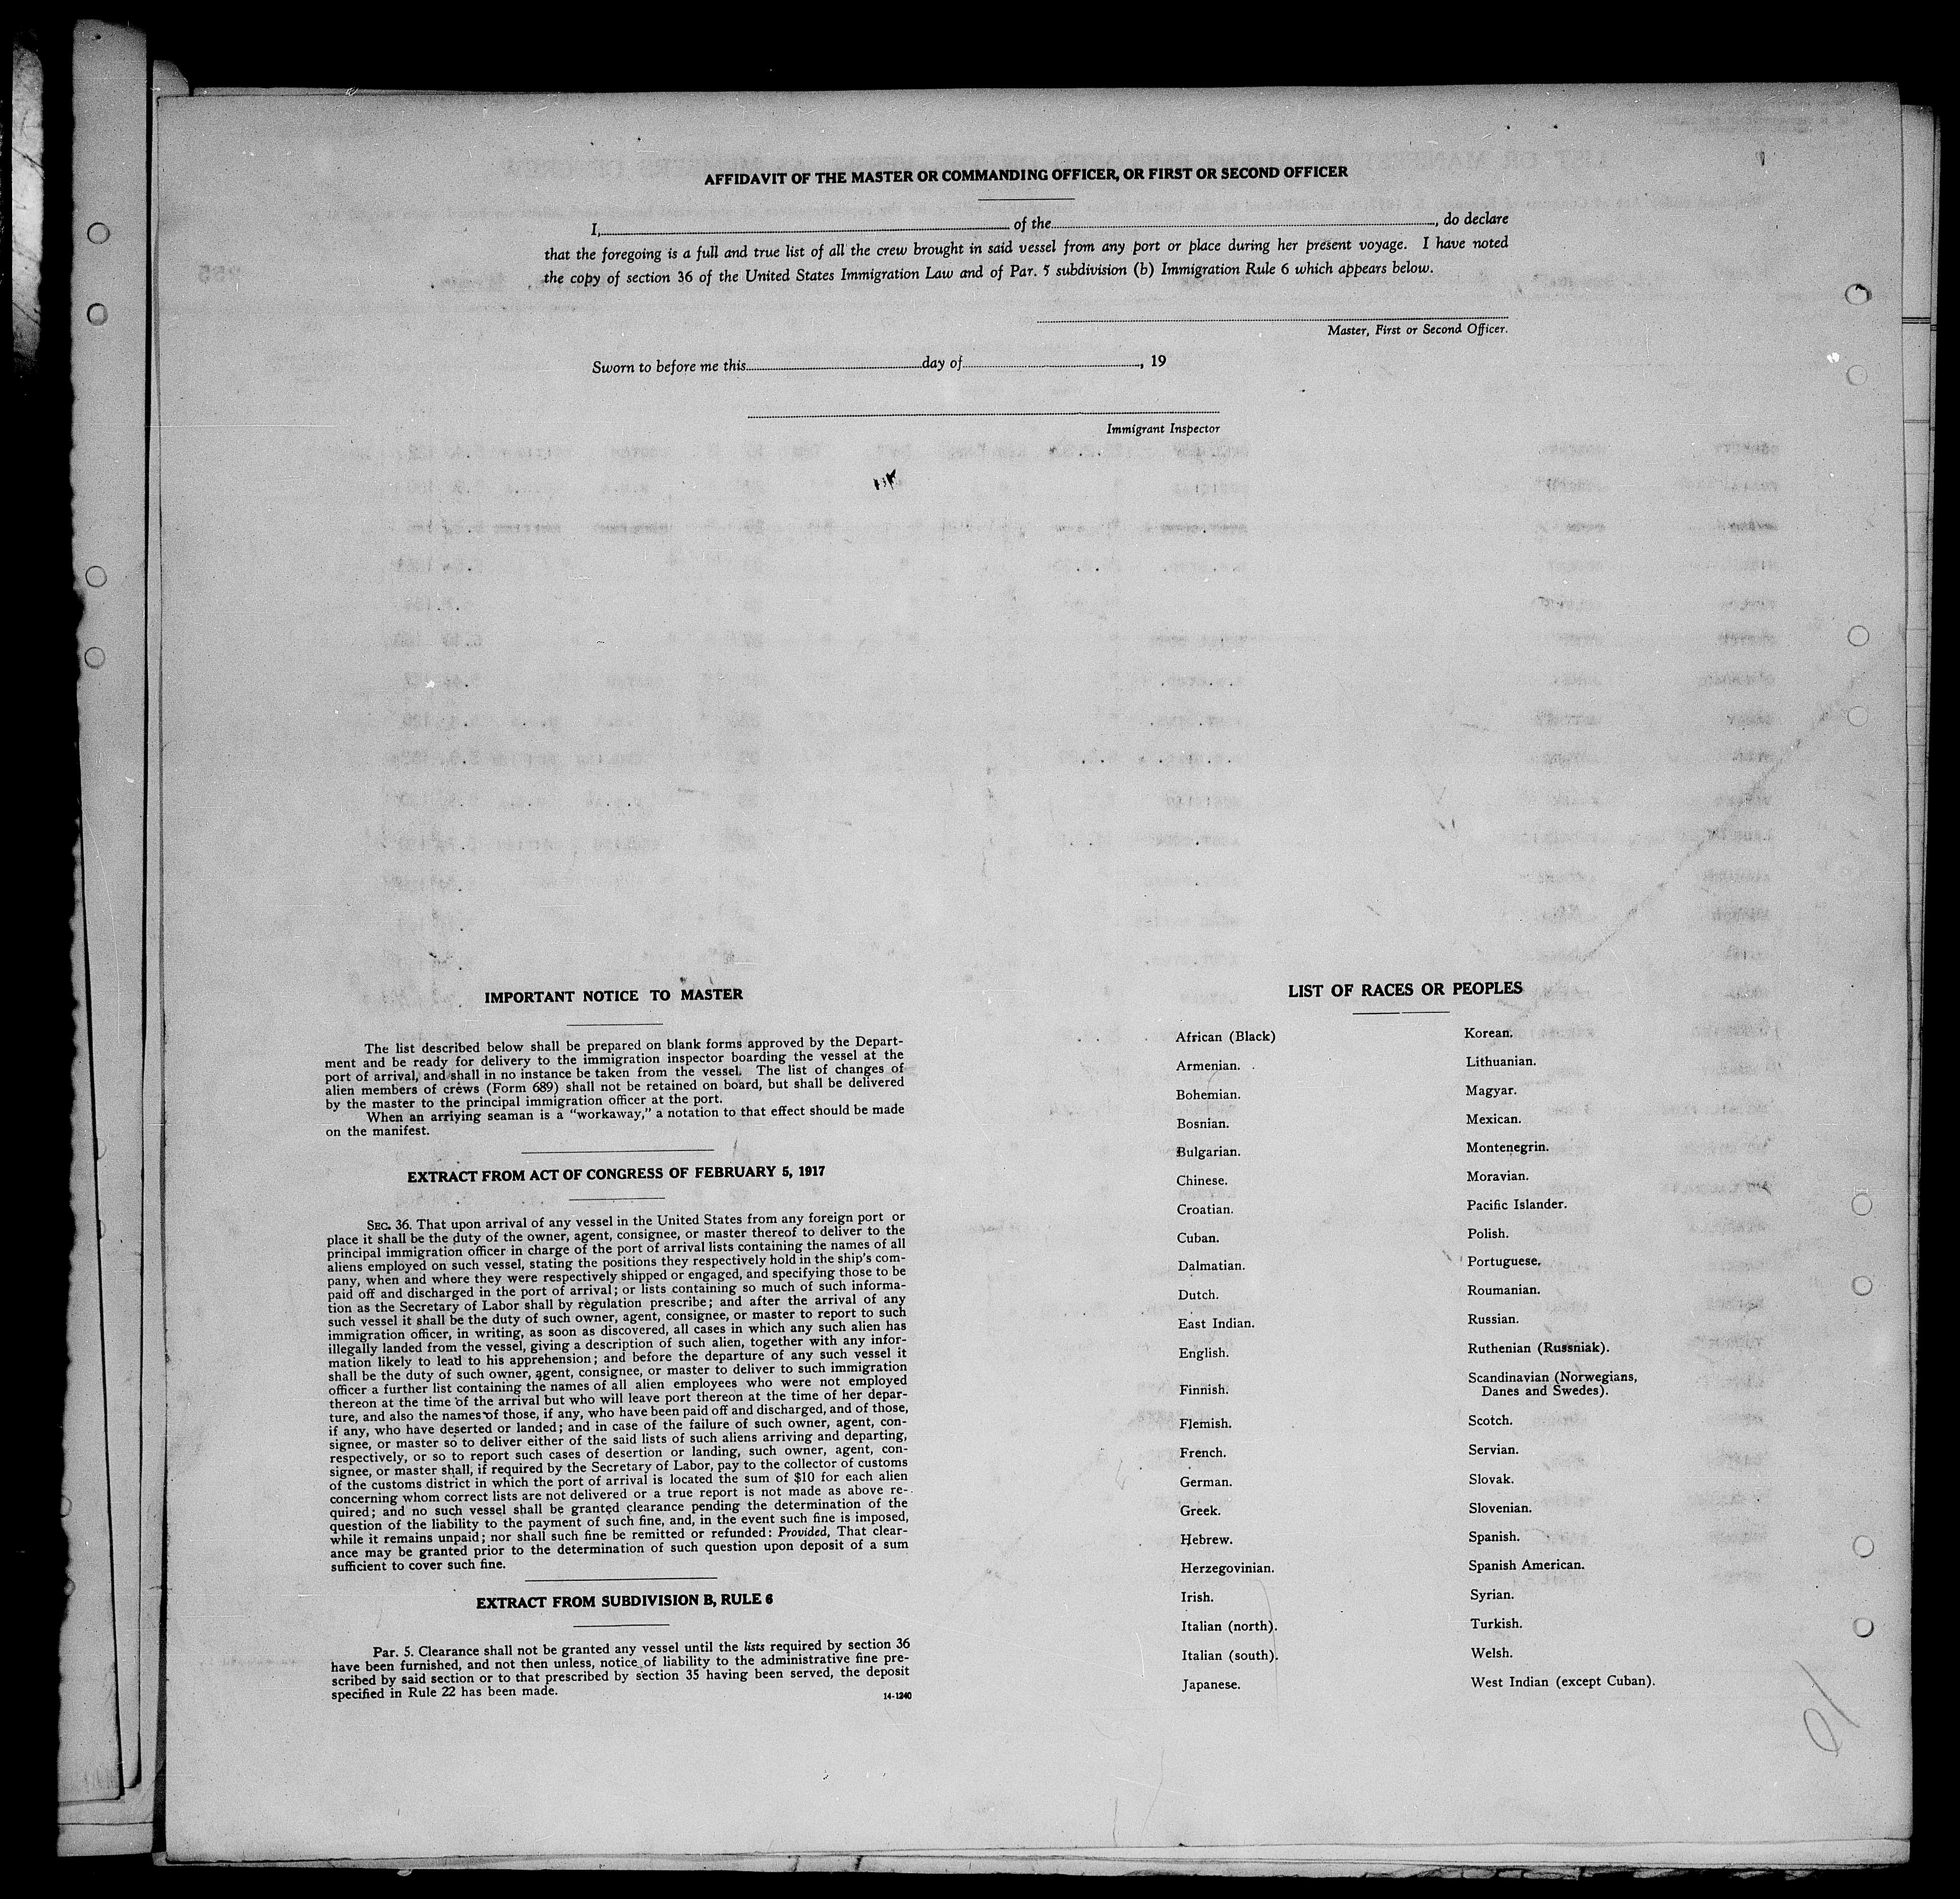 AFFIDAVIT OF THE MASTER OR COMMANDING OFFICER, OR FIRST OR SECOND OFFICER
I, of the , do declare
that the foregoing is a full and true list of all the crew brought in said vessel from any port or place during her present voyage. I have noted
the copy of section 36 of the United States Immigration Law and of Par. 5 subdivision (b) Immigration Rule 6 which appears below.
Master, First or Second Officer.
Sworn to before me this day of , 19
Immigrant Inspector
IMPORTANT NOTICE TO MASTER
The list described below shall be prepared on blank forms approved by the Depart-
ment and be ready for delivery to the immigration inspector boarding the vessel at the
port of arrival, and shall in no instance be taken from the vessel. The list of changes of
alien members of crews (Form 689) shall not be retained on board, but shall be delivered
by the master to the principal immigration officer at the port.
When an arriying seaman is a "workaway," a notation to that effect should be made
on the manifest.
EXTRACT FROM ACT OF CONGRESS OF FEBRUARY 5, 1917
SEC. 36. That upon arrival of any vessel in the United States from any foreign port or
place it shall be the duty of the owner, agent, consignee, or master thereof to deliver to the
principal immigration officer in charge of the port of arrival lists containing the names of all
aliens employed on such vessel, stating the positions they respectively hold in the ship's com-
pany, when and where they were respectively shipped or engaged, and specifying those to be
paid off and discharged in the port of arrival; or lists containing so much of such informa-
tion as the Secretary of Labor shall by regulation prescribe; and after the arrival of any
such vessel it shall be the duty of such owner, agent, consignee, or master to report to such
immigration officer, in writing, as soon as discovered, all cases in which any such alien has
illegally landed from the vessel, giving a description of such alien, together with any infor-
mation likely to lead to his apprehension; and before the departure of any such vessel it
shall be the duty of such owner, agent, consignee, or master to deliver to such immigration
officer a further list containing the names of all alien employees who were not employed
thereon at the time of the arrival but who will leave port thereon at the time of her depar-
ture, and also the names of those, if any, who have been paid off and discharged, and of those,
if any, who have deserted or landed; and in case of the failure of such owner, agent, con-
signee, or master so to deliver either of the said lists of such aliens arriving and departing,
respectively, or so to report such cases of desertion or landing, such owner, agent, con-
signee, or master shall, if required by the Secretary of Labor, pay to the collector of customs
of the customs district in which the port of arrival is located the sum of $10 for each alien
concerning whom correct lists are not delivered or a true report is not made as above re-
quired; and no such vessel shall be granted clearance pending the determination of the
question of the liability to the payment of such fine, and, in the event such fine is imposed,
while it remains unpaid; nor shall such fine be remitted or refunded: Provided, That clear-
ance may be granted prior to the determination of such question upon deposit of a sum
sufficient to cover such fine.
EXTRACT FROM SUBDIVISION B, RULE 6
Par. 5. Clearance shall not be granted any vessel until the lists required by section 36
have been furnished, and not then unless, notice of liability to the administrative fine pre-
scribed by said section or to that prescribed by section 35 having been served, the deposit
specified in Rule 22 has been made.
14-1240
LIST OF RACES OR PEOPLES
African (Black)
Armenian.
Bohemian.
Bosnian.
Bulgarian.
Chinese.
Croatian.
Cuban.
Dalmatian.
Dutch.
East Indian.
English.
Finnish.
Flemish.
French.
German.
Greek.
Hebrew.
Herzegovinian.
Irish.
Italian (north).
Italian (south).
Japanese.
Korean.
Lithuanian.
Magyar.
Mexican.
Montenegrin.
Moravian.
Pacific Islander.
Polish.
Portuguese.
Roumanian.
Russian.
Ruthenian (Russniak).
Scandinavian (Norwegians,
Danes and Swedes).
Scotch.
Servian.
Slovak.
Slovenian.
Spanish.
Spanish American.
Syrian.
Turkish.
Welsh.
West Indian (except Cuban).